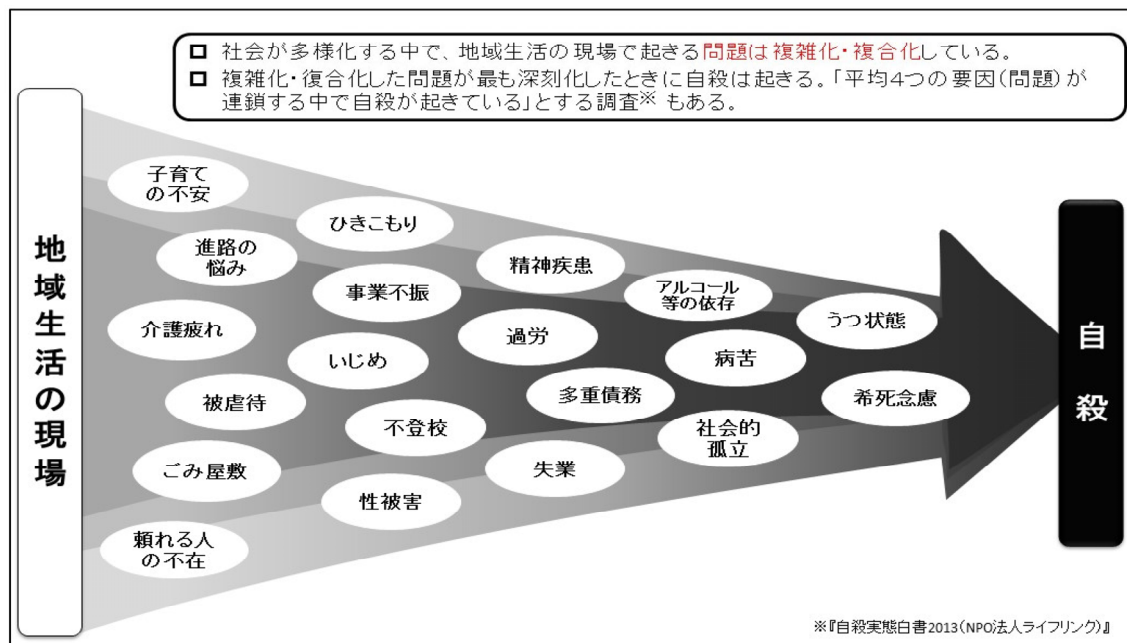 □ 社会が多様化する中で、地域生活の現場で起きる問題は複雑化・複合化している。
□ 複雑化・復合化した問題が最も深刻化したときに自殺は起きる。「平均4つの要因(問題)が
連鎖する中で自殺が起きている」とする調査※ もある。
地域生活の現場
子育て
の不安
ひきこもり
進路の
悩み
精神疾患
事業不振
アルコール
等の依存
うつ状態
介護疲れ
過労
いじめ
病苦
被虐待
多重債務
希死念慮
不登校
社会的
孤立
ごみ屋敷
失業
性被害
頼れる人
の不在
自殺
※『自殺実態白書2013(NPO法人ライフリンク)』